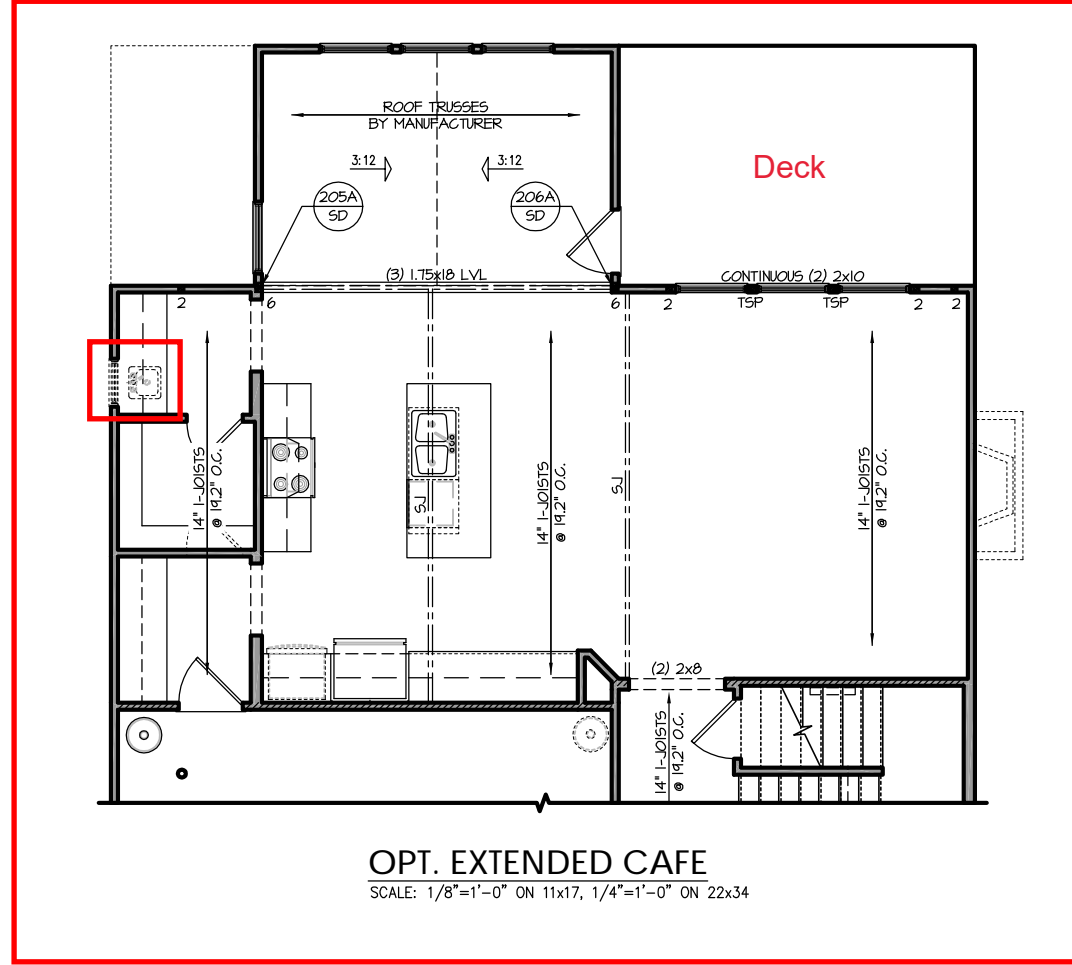 ROOF TRUSSES
BY MANUFACTURER
3:12
3:12
Deck
205A
SD
206A
SD
(3) 1.75x18 LVL
CONTINUOUS (2) 2x10
2
6
6
2
TSP
TSP
2
2
14" I-JOISTS
@ 19.2" O.C.
SJ
14" I-JOISTS
@ 19.2" O.C.
SJ
14" I-JOISTS
@ 19.2" O.C.
(2) 2x8
14" I-JOISTS
@ 19.2" O.C.
OPT. EXTENDED CAFE
SCALE: 1/8"=1'-0" ON 11x17, 1/4"=1'-0" ON 22x34